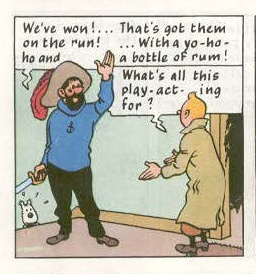 We've won!... That's got them
on the run! ... With a yo-ho-
ho and a bottle of rum!
What's all this
play-act- ing
for?